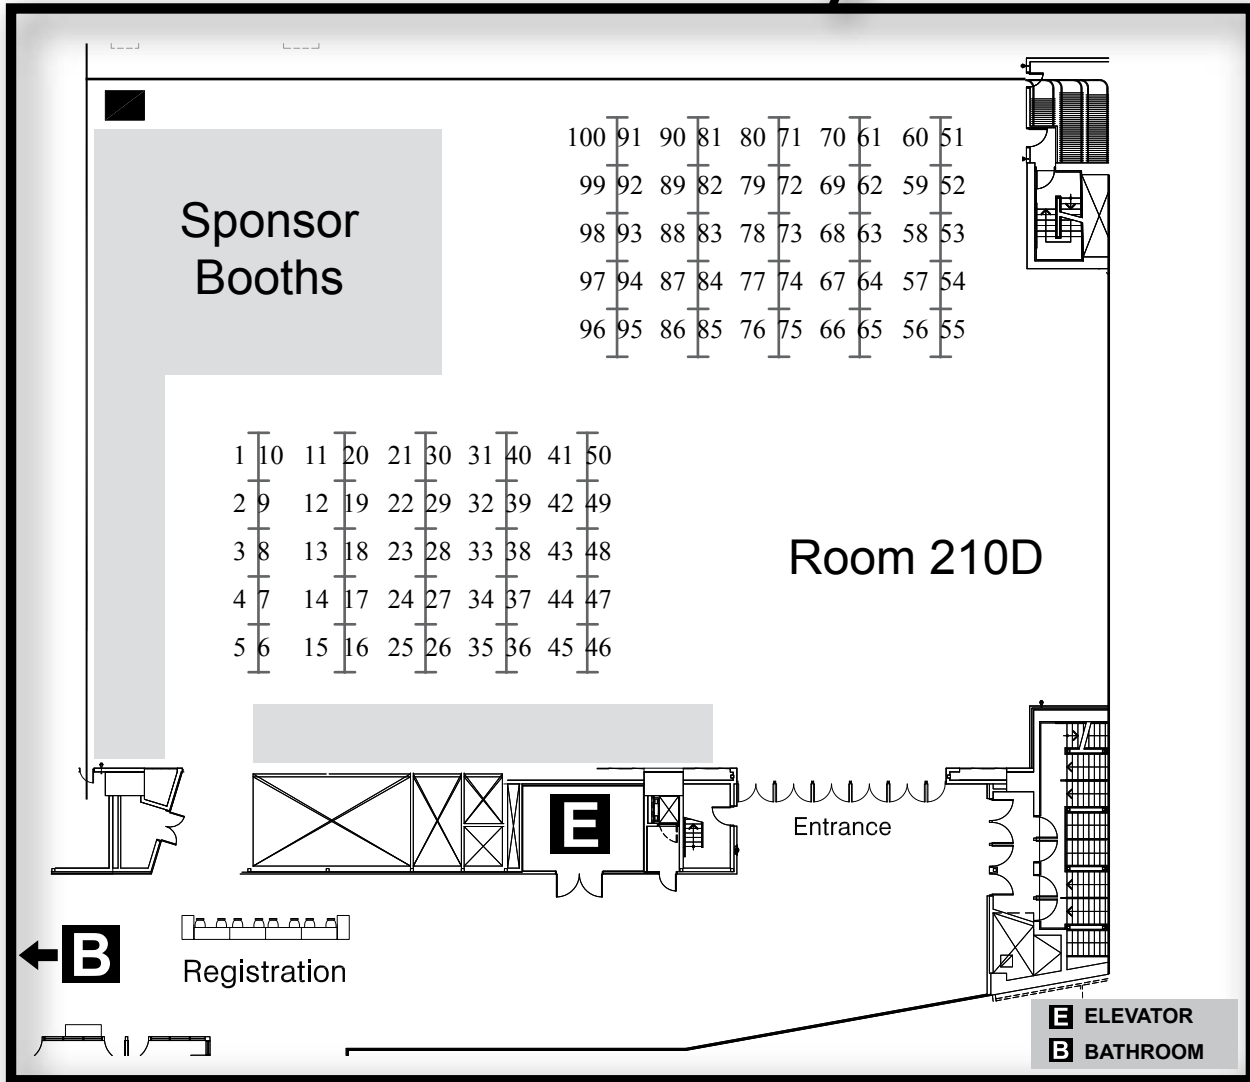 100 91 90 81 80 71 70 61 60 51
99 92 89 82 79 72 69 62 59 52
98 93 88 83 78 73 68 63 58 53
97 94 87 84 77 74 67 64 57 54
96 95 86 85 76 75 66 65 56 55
Sponsor
Booths
1 10 11 20 21 30 31 40 41 50
2 9 12 19 22 29 32 39 42 49
3 8 13 18 23 28 33 38 43 48
4 7 14 17 24 27 34 37 44 47
5 6 15 16 25 26 35 36 45 46
Room 210D
E
Entrance
B
Registration
E ELEVATOR
B BATHROOM